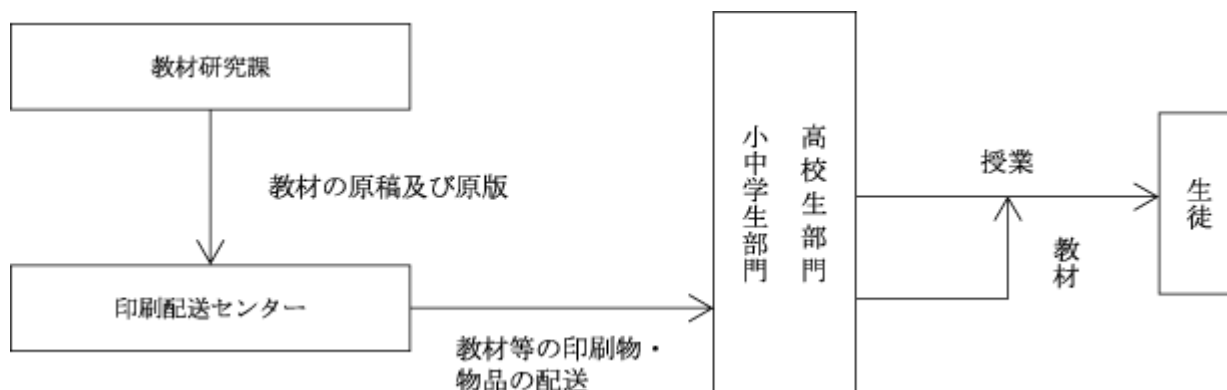 教材研究課
教材の原稿及び原版
印刷配送センター
教材等の印刷物・
物品の配送
高校生部門
小中学生部門
授業
教材
生徒